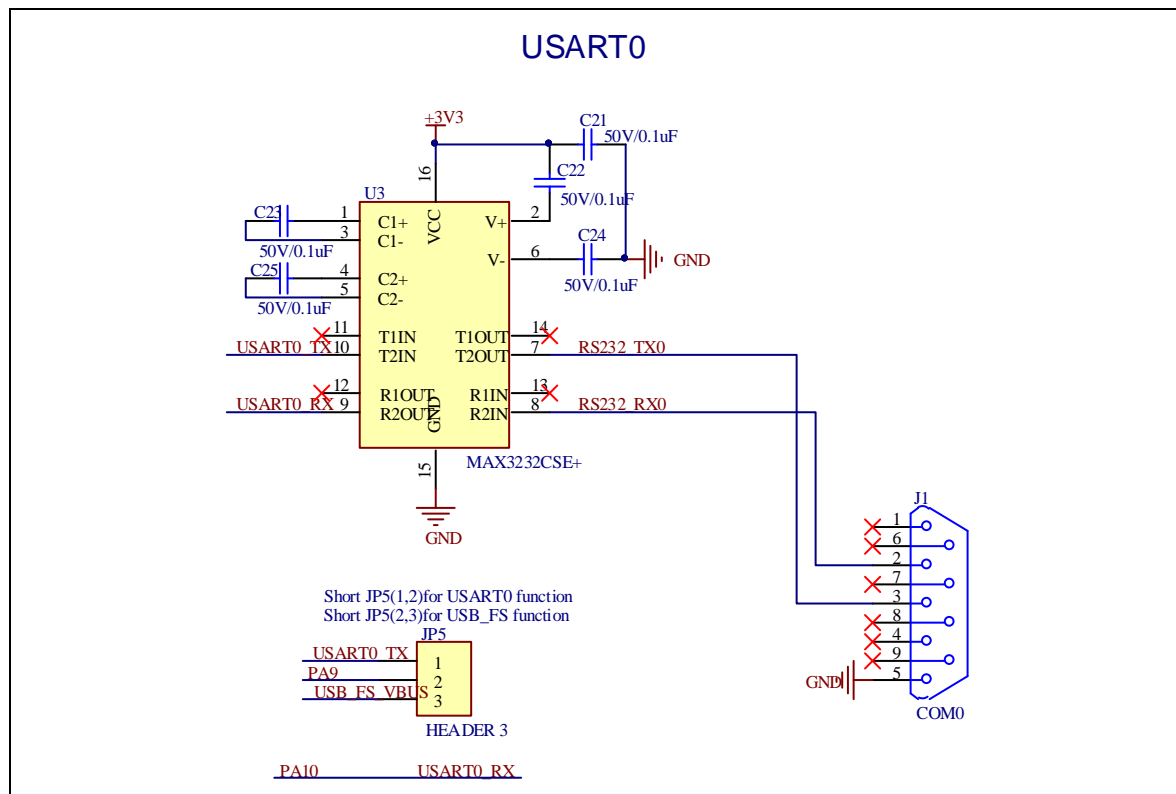 USART0
+3V3
C21
50V/0.1uF
C22
50V/0.1uF
16
U3
VCC
C23
1
C1+
V+
2
3
C1-
50V/0.1uF
C24
V-
6
GND
C25
4
C2+
50V/0.1uF
5
C2-
50V/0.1uF
11
T1IN
T1OUT
14
USART0_TX
10
T2IN
T2OUT
7
RS232_TX0
12
R1OUT
R1IN
13
USART0_RX
9
R2OUT
GND
R2IN
8
RS232_RX0
15
MAX3232CSE+
GND
J1
1
6
2
7
3
8
4
9
5
GND
COM0
Short JP5(1,2)for USART0 function
Short JP5(2,3)for USB_FS function
JP5
USART0_TX
1
PA9
2
USB_FS_VBUS
3
HEADER 3
PA10
USART0_RX